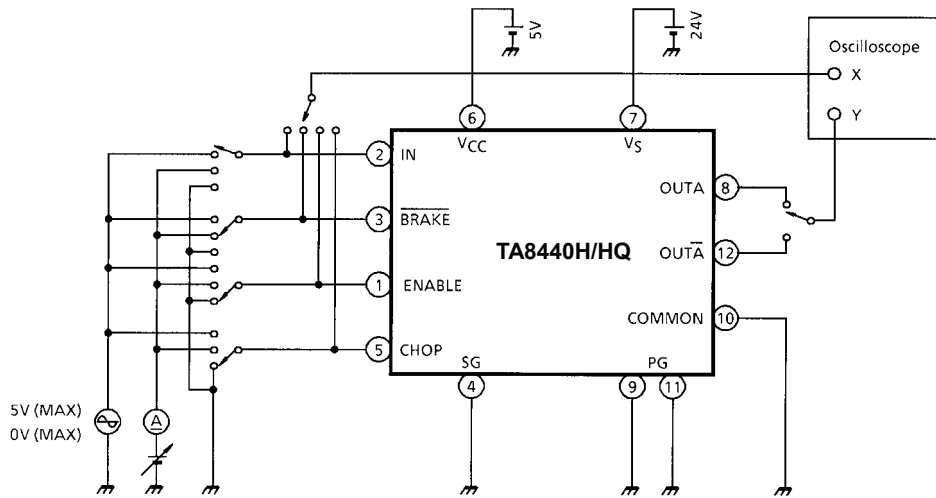 5V
24V
Oscilloscope
X
Y
6
VCC
7
VS
2
IN
3
BRAKE
1
ENABLE
5
CHOP
TA8440H/HQ
OUTA
8
OUTA̅
12
COMMON
10
SG
4
PG
9
11
5V (MAX)
0V (MAX)
A